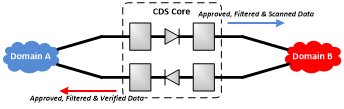 CDS Core
Approved, Filtered & Scanned Data
Domain A
Domain B
Approved, Filtered & Verified Data